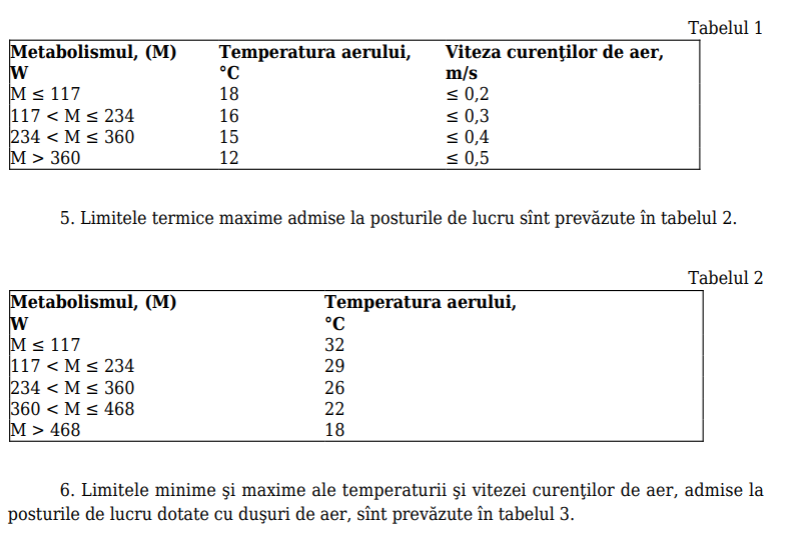 Tabelul 1
Metabolismul, (M) Temperatura aerului, Viteza curenţilor de aer,
W °C m/s
M ≤ 117 18 ≤ 0,2
117 < M ≤ 234 16 ≤ 0,3
234 < M ≤ 360 15 ≤ 0,4
M > 360 12 ≤ 0,5
5. Limitele termice maxime admise la posturile de lucru sînt prevăzute în tabelul 2.
Tabelul 2
Metabolismul, (M) Temperatura aerului,
W °C
M ≤ 117 32
117 < M ≤ 234 29
234 < M ≤ 360 26
360 < M ≤ 468 22
M > 468 18
6. Limitele minime şi maxime ale temperaturii şi vitezei curenţilor de aer, admise la
posturile de lucru dotate cu duşuri de aer, sînt prevăzute în tabelul 3.